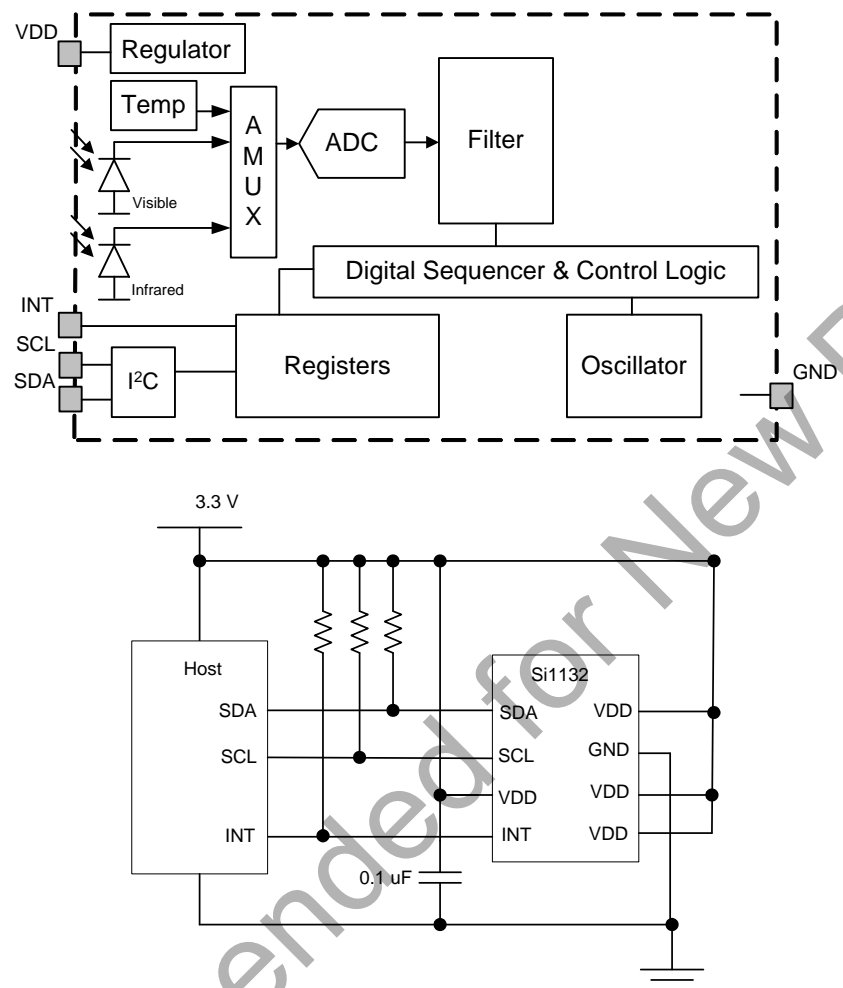 VDD
Regulator
Temp
A
M
U
X
ADC
Filter
Visible
Infrared
Digital Sequencer & Control Logic
INT
SCL
SDA
I²C
Registers
Oscillator
GND
3.3 V
Host
SDA
SCL
INT
Si1132
SDA
SCL
VDD
INT
VDD
GND
VDD
VDD
0.1 uF
ended for New